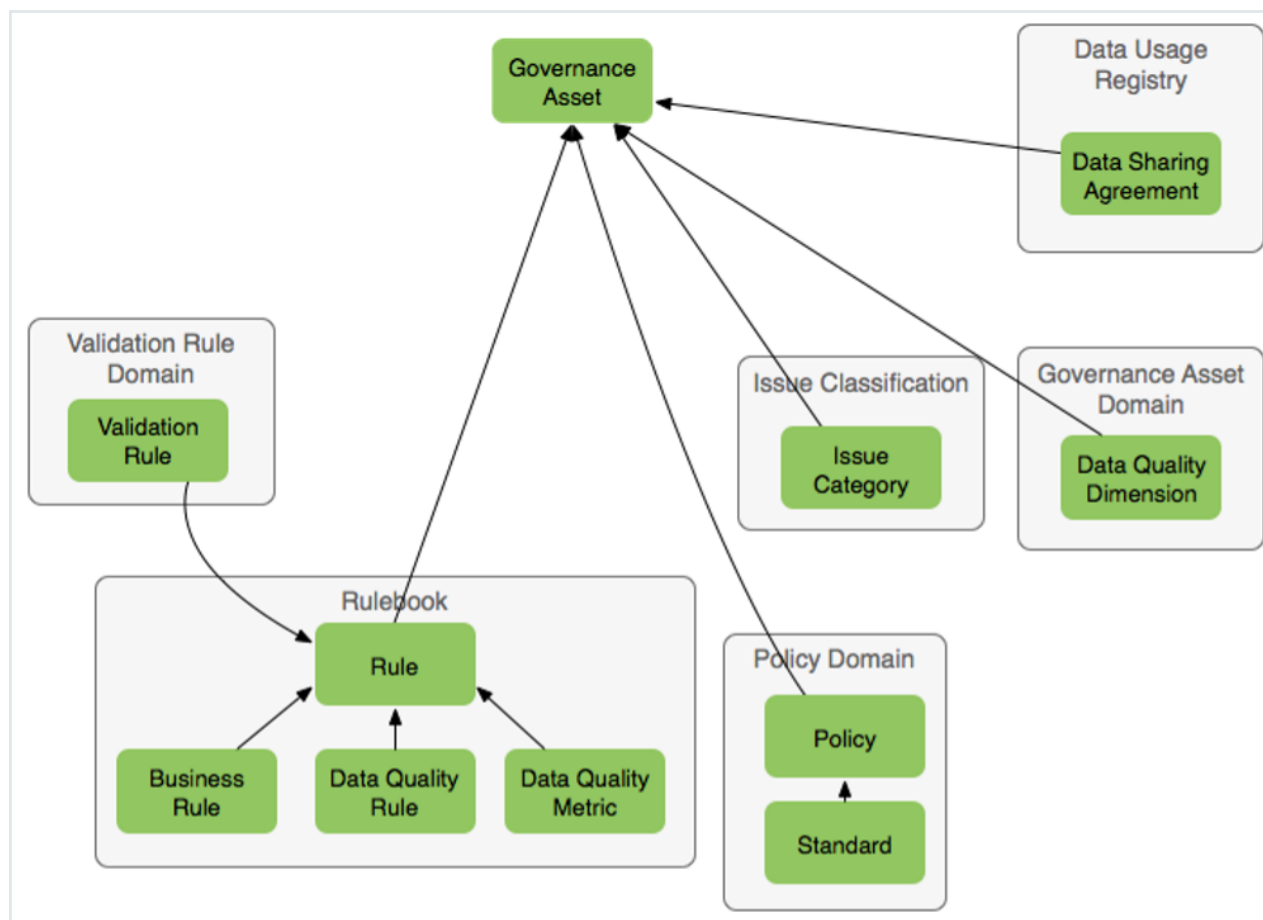 Governance
Asset
Data Usage
Registry
Data Sharing
Agreement
Validation Rule
Domain
Validation
Rule
Issue Classification
Issue
Category
Governance Asset
Domain
Data Quality
Dimension
Rulebook
Rule
Business
Rule
Data Quality
Rule
Data Quality
Metric
Policy Domain
Policy
Standard